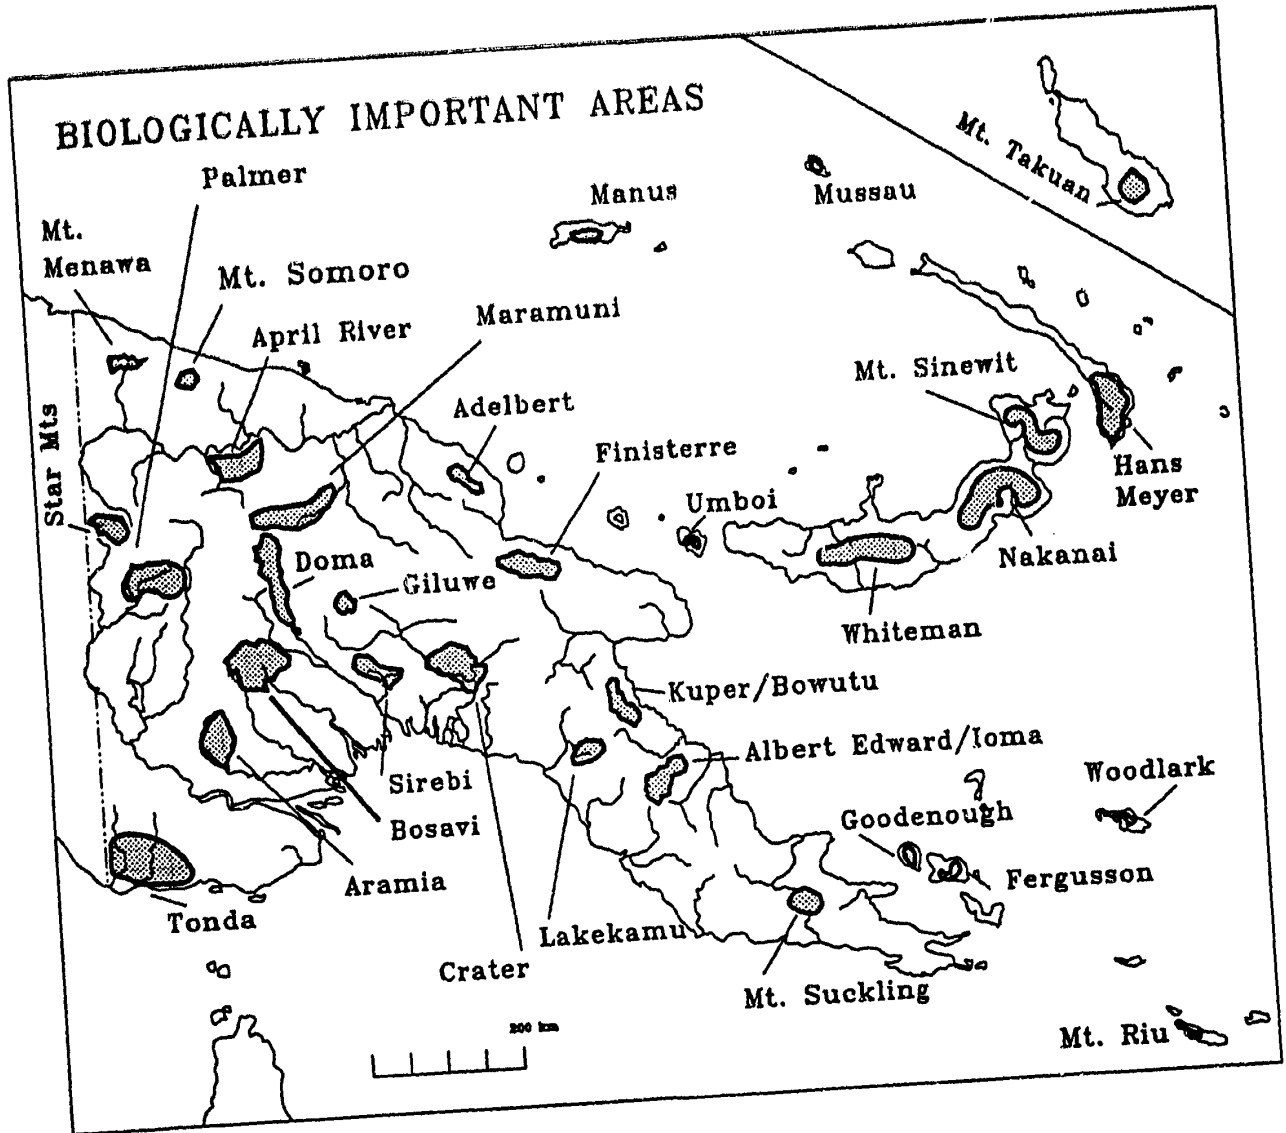 BIOLOGICALLY IMPORTANT AREAS
Palmer
Mt.
Menawa
Mt. Somoro
April River
Maramuni
Manus
Mussau
Mt. Takuan
Star Mts
Adelbert
Finisterre
Umboi
Mt. Sinewit
Hans
Meyer
Nakanai
Whiteman
Doma
Giluwe
Kuper/Bowutu
Albert Edward/Ioma
Woodlark
Goodenough
Fergusson
Sirebi
Bosavi
Aramia
Tonda
Lakekamu
Crater
Mt. Suckling
Mt. Riu
200 km